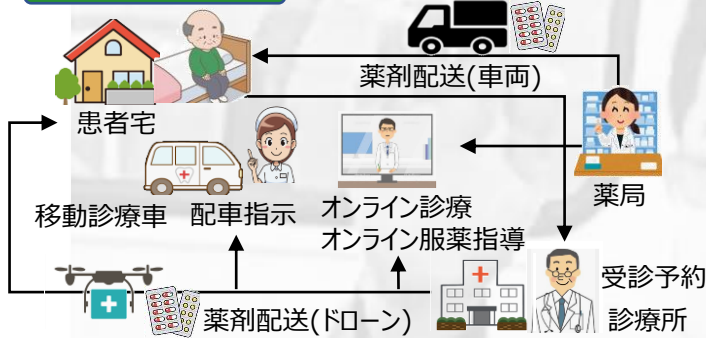 薬剤配送(車両)
患者宅
薬局
移動診療車
配車指示
オンライン診療
オンライン服薬指導
受診予約
診療所
薬剤配送(ドローン)